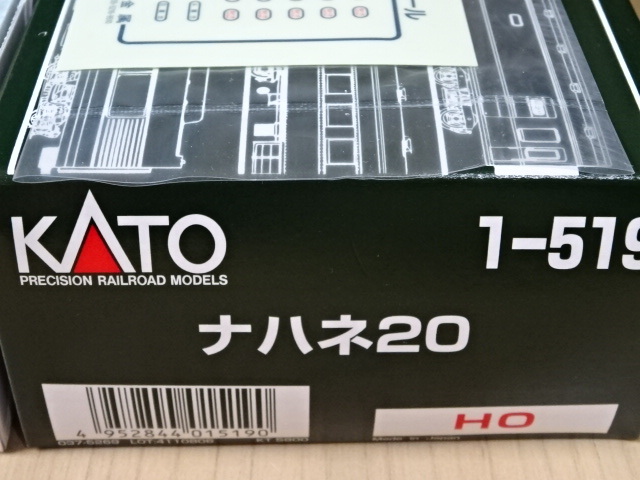 KATO
PRECISION RAILROAD MODELS
1-519
ナハネ20
4 952844 015190
HO